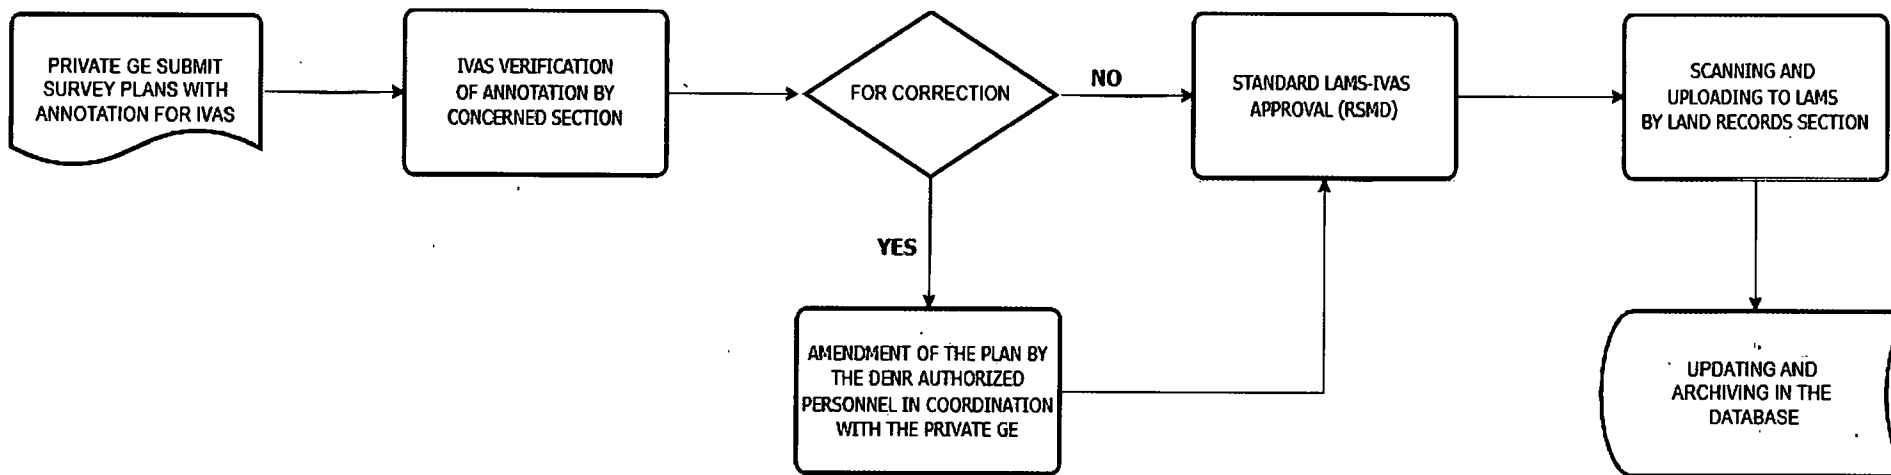 PRIVATE GE SUBMIT
SURVEY PLANS WITH
ANNOTATION FOR IVAS
IVAS VERIFICATION
OF ANNOTATION BY
CONCERNED SECTION
FOR CORRECTION
NO
STANDARD LAMS-IVAS
APPROVAL (RSMD)
SCANNING AND
UPLOADING TO LAMS
BY LAND RECORDS SECTION
YES
AMENDMENT OF THE PLAN BY
THE DENR AUTHORIZED
PERSONNEL IN COORDINATION
WITH THE PRIVATE GE
UPDATING AND
ARCHIVING IN THE
DATABASE